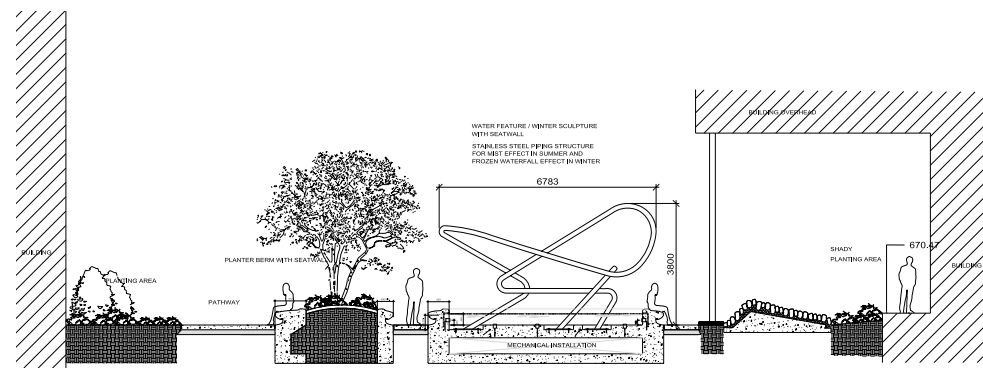 WATER FEATURE / WINTER SCULPTURE
WITH SEATWALL
STAINLESS STEEL PIPING STRUCTURE
FOR MIST EFFECT IN SUMMER AND
FROZEN WATERFALL EFFECT IN WINTER
BUILDING OVERHEAD
6783
3800
BUILDING
PLANTING AREA
PLANTER BERM WITH SEATWALL
PATHWAY
SHADY
PLANTING AREA
670.47
BUILDING
MECHANICAL INSTALLATION